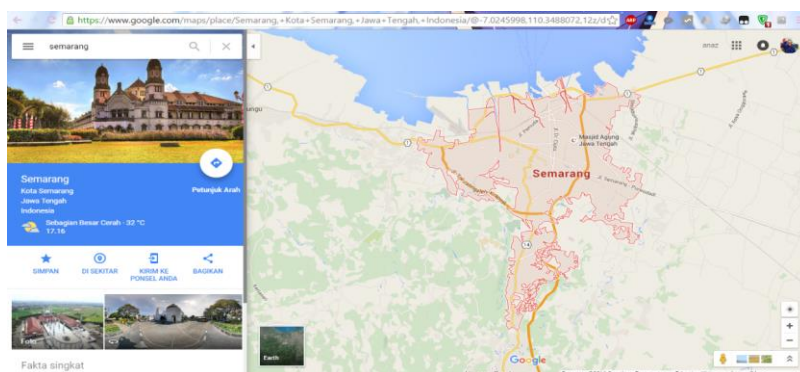 https://www.google.com/maps/place/Semarang,+Kota+Semarang,+Jawa+Tengah,+Indonesia/@-7.0245998,110.3488072,12z/d
semarang
anaz
Semarang
Kota Semarang
Jawa Tengah
Indonesia
Petunjuk Arah
Sebagian Besar Cerah · 32 °C
17.16
SIMPAN
DI SEKITAR
KIRIM KE
PONSEL ANDA
BAGIKAN
Foto
Fakta singkat
Masjid Agung
Jawa Tengah
Semarang
Earth
Google